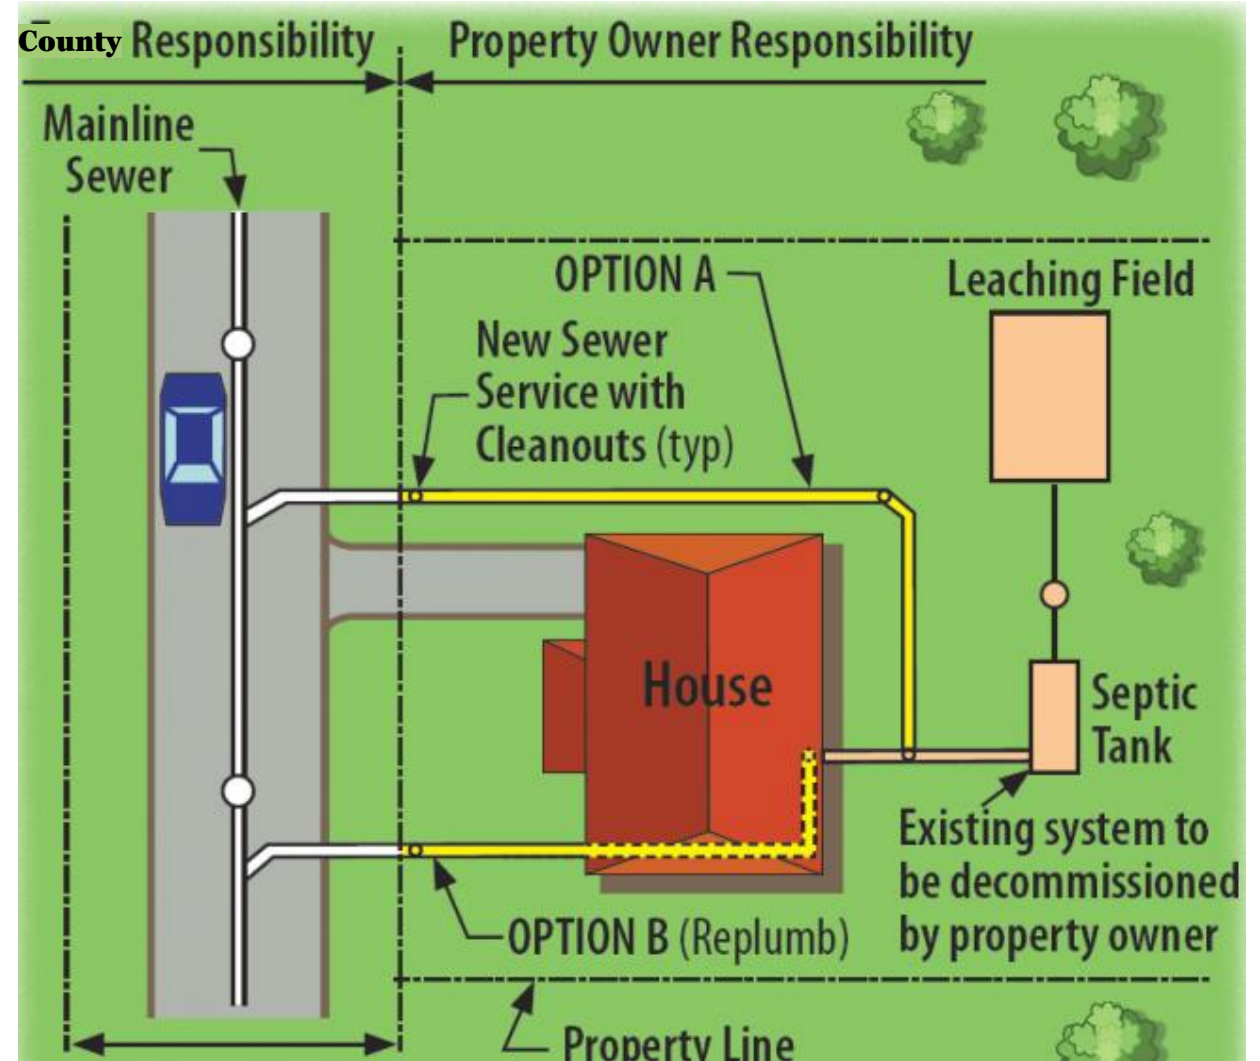 County Responsibility
Property Owner Responsibility
Mainline
Sewer
OPTION A
Leaching Field
New Sewer
Service with
Cleanouts (typ)
House
Septic
Tank
Existing system to
be decommissioned
by property owner
OPTION B (Replumb)
Property Line